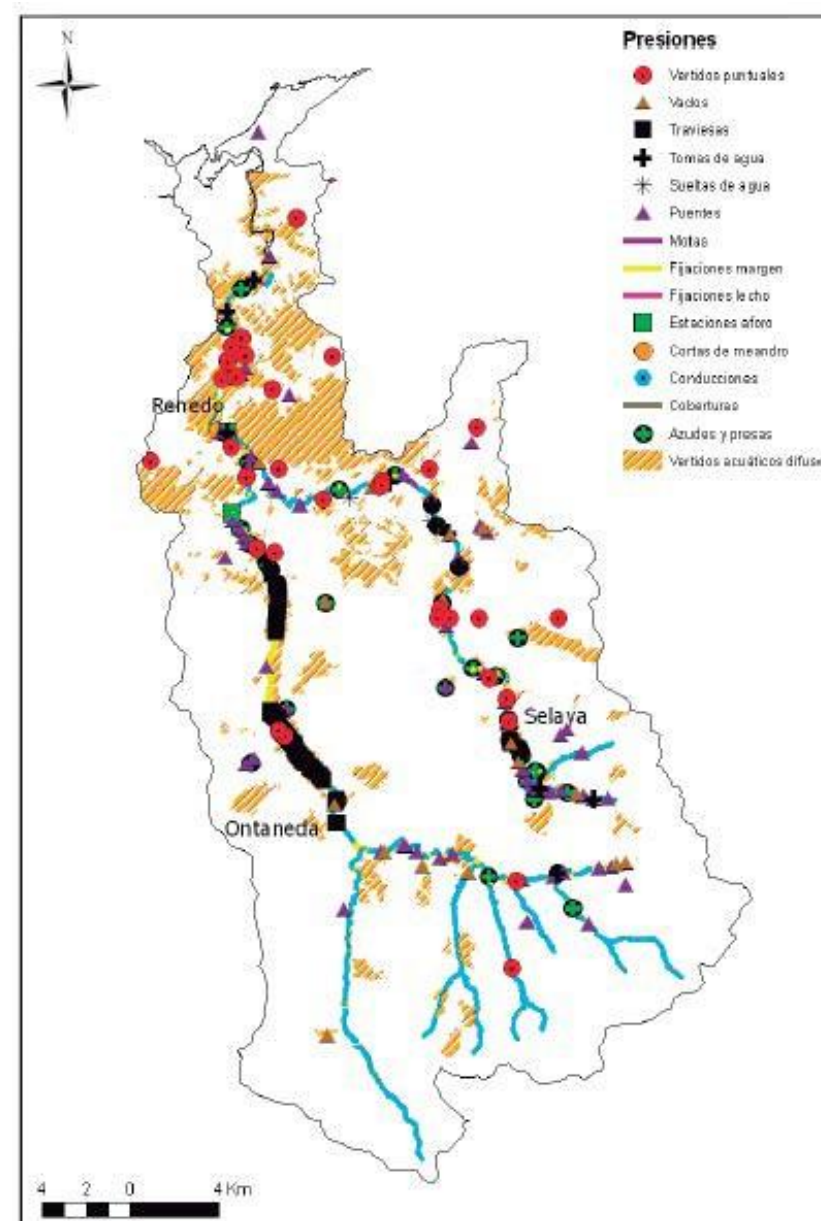 N
Presiones
Vertidos puntuales
Vados
Traviesas
Tomas de agua
Sueltas de agua
Puentes
Motas
Fijaciones margen
Fijaciones lecho
Estaciones aforo
Cortas de meandro
Conducciones
Coberturas
Azudes y presas
Vertidos acuáticos difuso
Renedo
Selaya
Ontaneda
4 2 0 4 Km